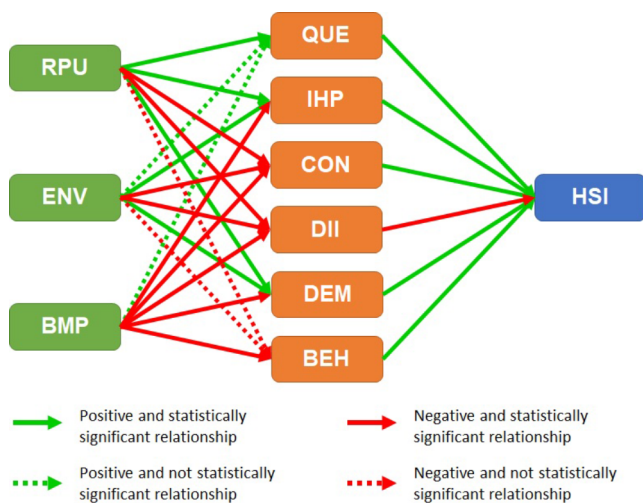 QUE
RPU
IHP
CON
ENV
HSI
DII
DEM
BMP
BEH
Positive and statistically
significant relationship
Negative and statistically
significant relationship
Positive and not statistically
significant relationship
Negative and not statistically
significant relationship